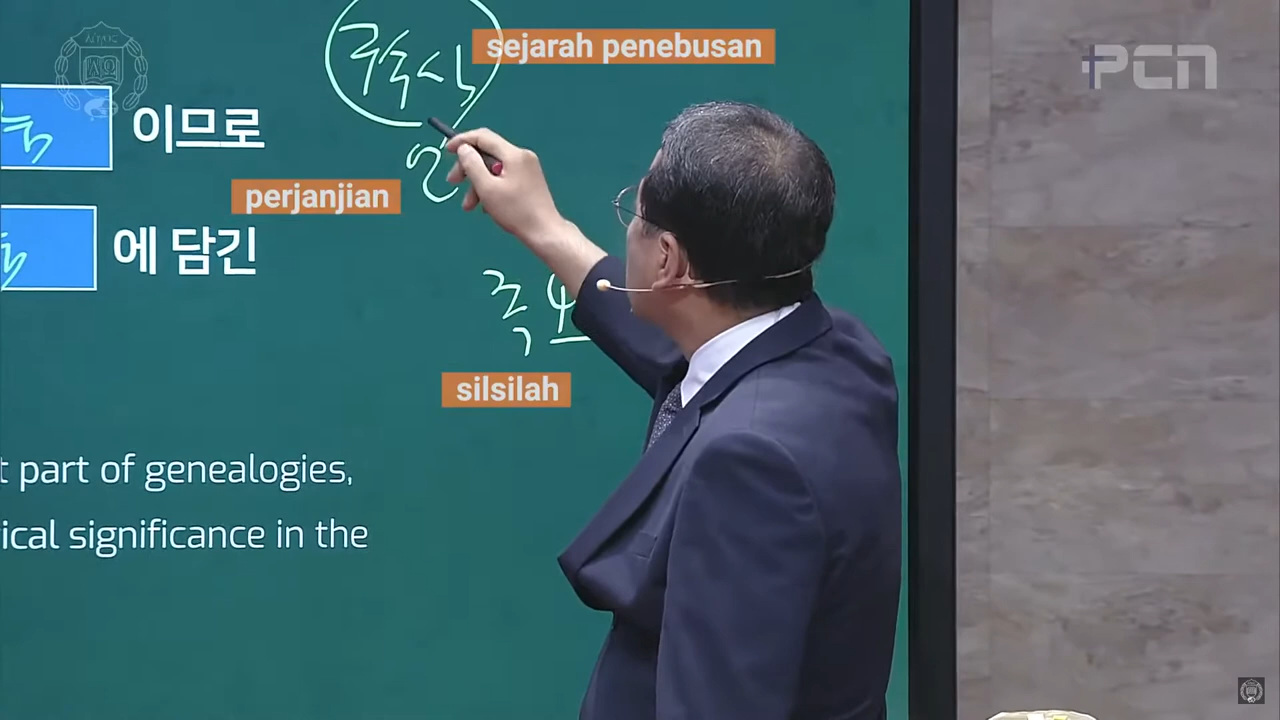 구속사
sejarah penebusan
PCN
이므로
언
perjanjian
에 담긴
족보
silsilah
t part of genealogies,
ical significance in the